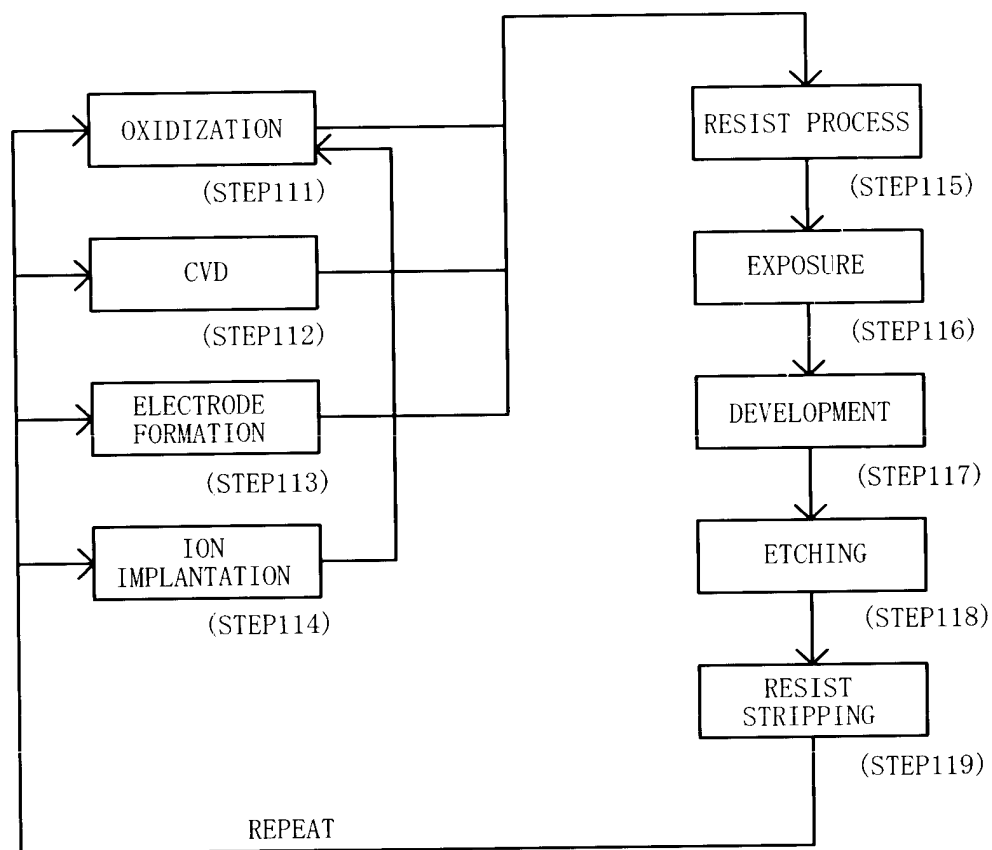 OXIDIZATION
(STEP111)
CVD
(STEP112)
ELECTRODE
FORMATION
(STEP113)
ION
IMPLANTATION
(STEP114)
RESIST PROCESS
(STEP115)
EXPOSURE
(STEP116)
DEVELOPMENT
(STEP117)
ETCHING
(STEP118)
RESIST
STRIPPING
(STEP119)
REPEAT